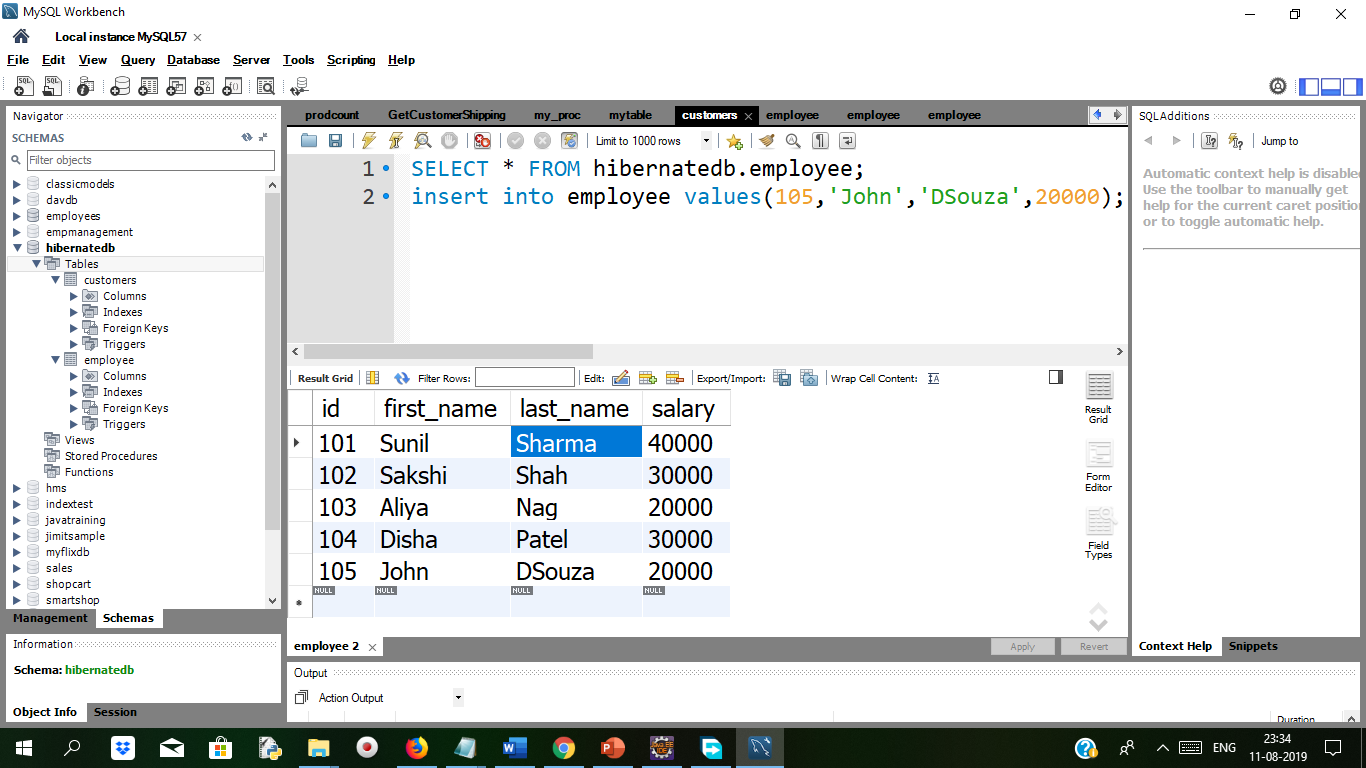 MySQL Workbench
Local instance MySQL57
File Edit View Query Database Server Tools Scripting Help
Navigator
SCHEMAS
Filter objects
classicmodels
davdb
employees
empmanagement
hibernatedb
Tables
customers
Columns
Indexes
Foreign Keys
Triggers
employee
Columns
Indexes
Foreign Keys
Triggers
Views
Stored Procedures
Functions
hms
indextest
javatraining
jimitsample
myflixdb
sales
shopcart
smartshop
Management Schemas
Information
Schema: hibernatedb
Object Info Session
prodcount GetCustomerShipping my_proc mytable customers employee employee employee
Limit to 1000 rows
1 SELECT * FROM hibernatedb.employee;
2 insert into employee values(105,'John','DSouza',20000);
Result Grid Filter Rows: Edit: Export/Import: Wrap Cell Content:
id first_name last_name salary
101 Sunil Sharma 40000
102 Sakshi Shah 30000
103 Aliya Nag 20000
104 Disha Patel 30000
105 John DSouza 20000
NULL NULL NULL NULL
Result
Grid
Form
Editor
Field
Types
employee 2
Apply Revert
Output
Action Output
Duration
SQLAdditions
Jump to
Automatic context help is disabled
Use the toolbar to manually get
help for the current caret position
or to toggle automatic help.
Context Help Snippets
ENG
23:34
11-08-2019